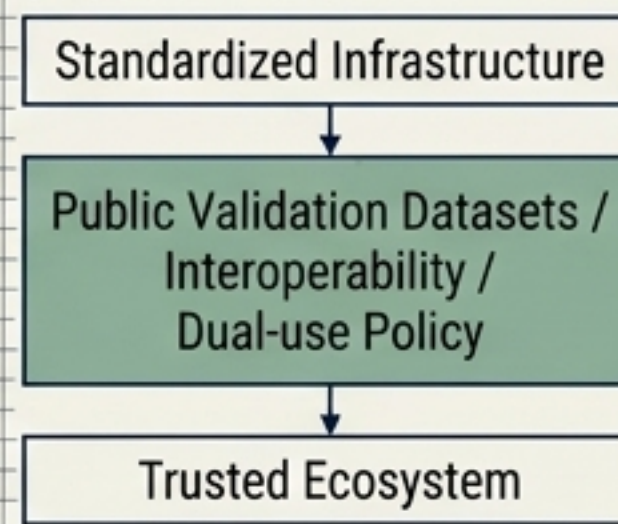 Standardized Infrastructure
Public Validation Datasets /
Interoperability /
Dual-use Policy
Trusted Ecosystem